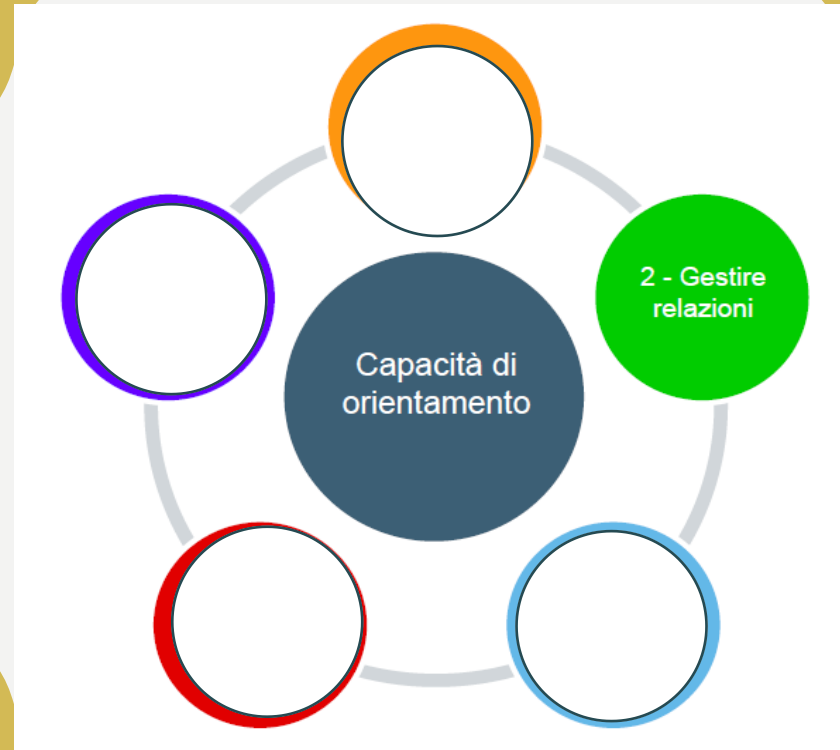 2 - Gestire
relazioni
Capacità di
orientamento